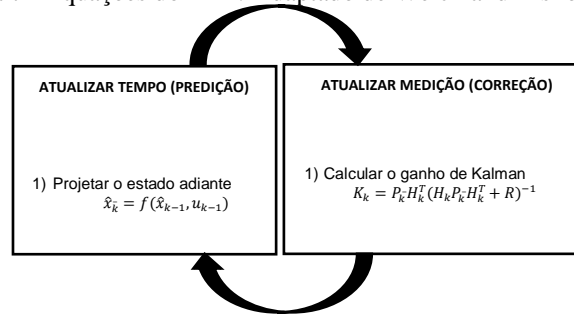 ATUALIZAR TEMPO (PREDIÇÃO)
1) Projetar o estado adiante
x̂ₖ̄ = f(x̂ₖ₋₁, uₖ₋₁)
ATUALIZAR MEDIÇÃO (CORREÇÃO)
1) Calcular o ganho de Kalman
Kₖ = Pₖ̄Hₖᵀ(HₖPₖ̄Hₖᵀ + R)⁻¹